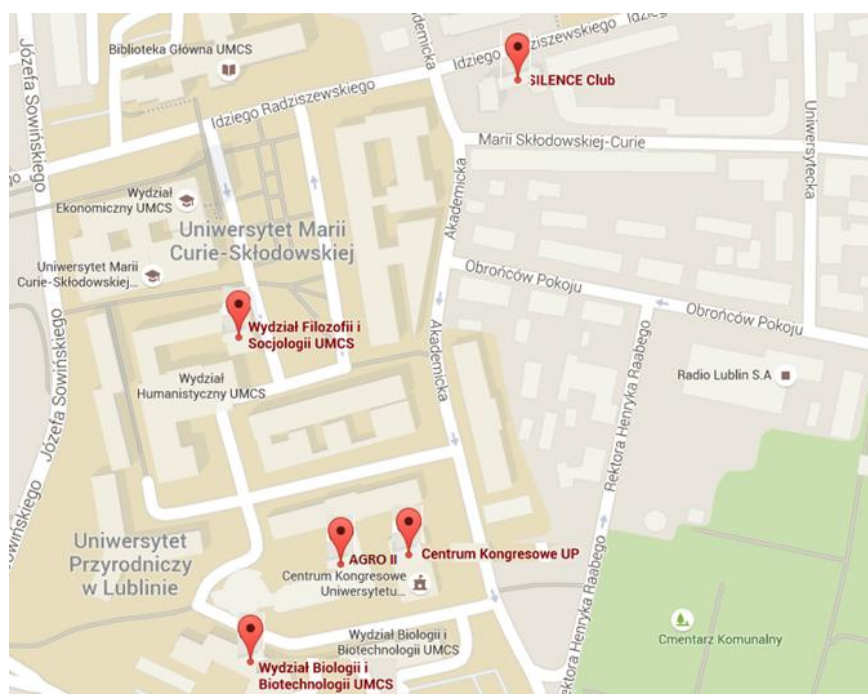 Biblioteka Główna UMCS
Józefa Sowińskiego
Idziego Radziszewskiego
Akademicka
Idziego Radziszewskiego
Idziego
SILENCE Club
Marii Skłodowskiej-Curie
Uniwersytecka
Wydział
Ekonomiczny UMCS
Uniwersytet Marii
Curie-Skłodowskiej
Akademicka
Uniwersytet Marii
Curie-Skłodowskiej...
Obrońców Pokoju
Obrońców Pokoju
Wydział Filozofii i
Socjologii UMCS
Akademicka
Wydział
Humanistyczny UMCS
Józefa Sowińskiego
Radio Lublin S.A
Rektora Henryka Raabego
Uniwersytet
Przyrodniczy
w Lublinie
Sowińskiego
AGRO II
Centrum Kongresowe UP
Centrum Kongresowe
Uniwersytetu...
Wydział Biologii i
Biotechnologii UMCS
Wydział Biologii i
Biotechnologii UMCS
Rektora Henryka Raabego
Cmentarz Komunalny